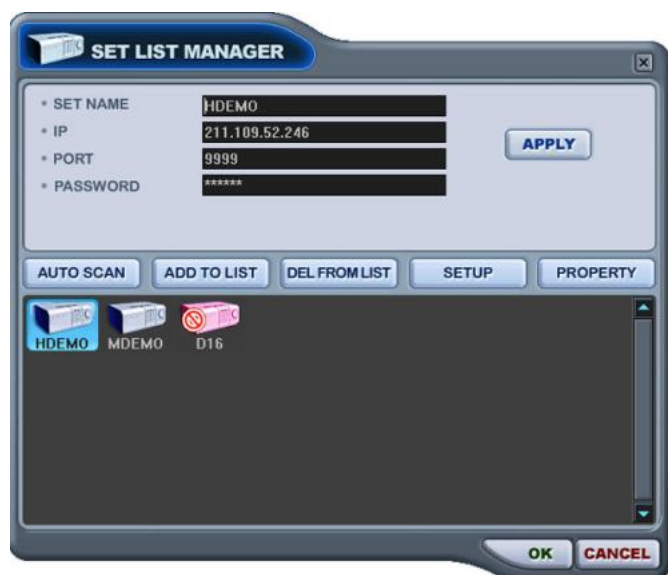 SET LIST MANAGER
SET NAME HDEMO
IP 211.109.52.246
PORT 9999
PASSWORD ******
APPLY
AUTO SCAN ADD TO LIST DEL FROM LIST SETUP PROPERTY
HDEMO MDEMO D16
OK CANCEL